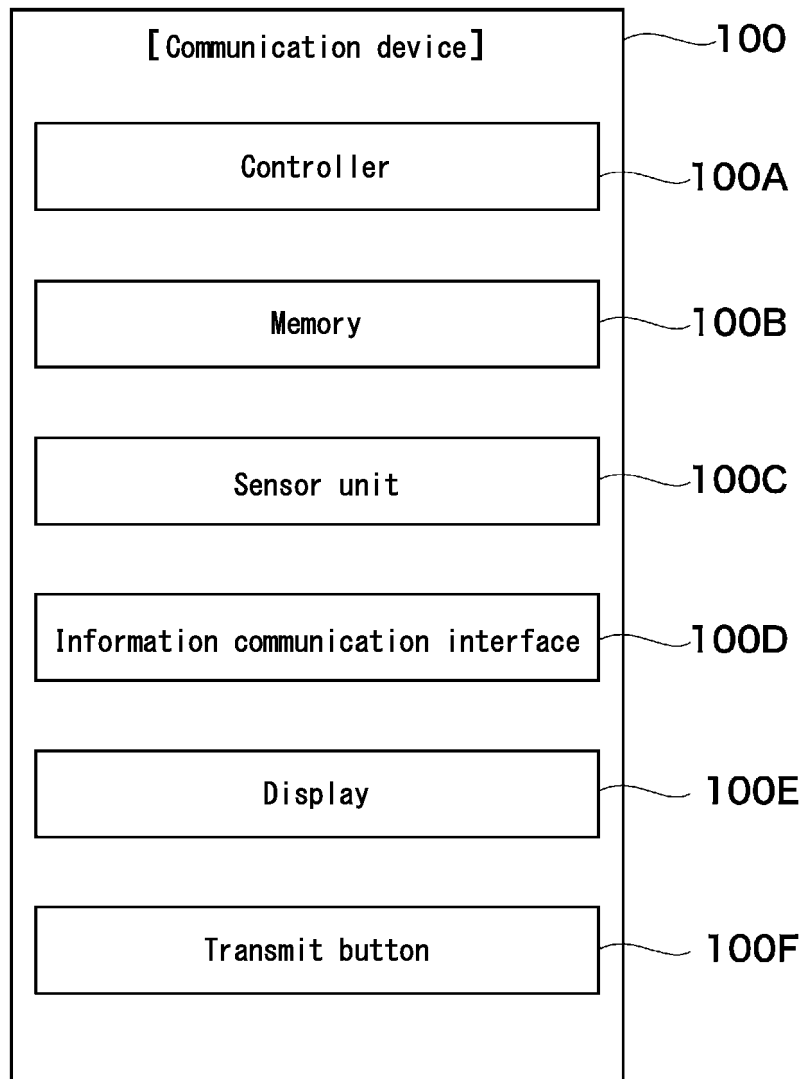 [Communication device] 100
Controller 100A
Memory 100B
Sensor unit 100C
Information communication interface 100D
Display 100E
Transmit button 100F